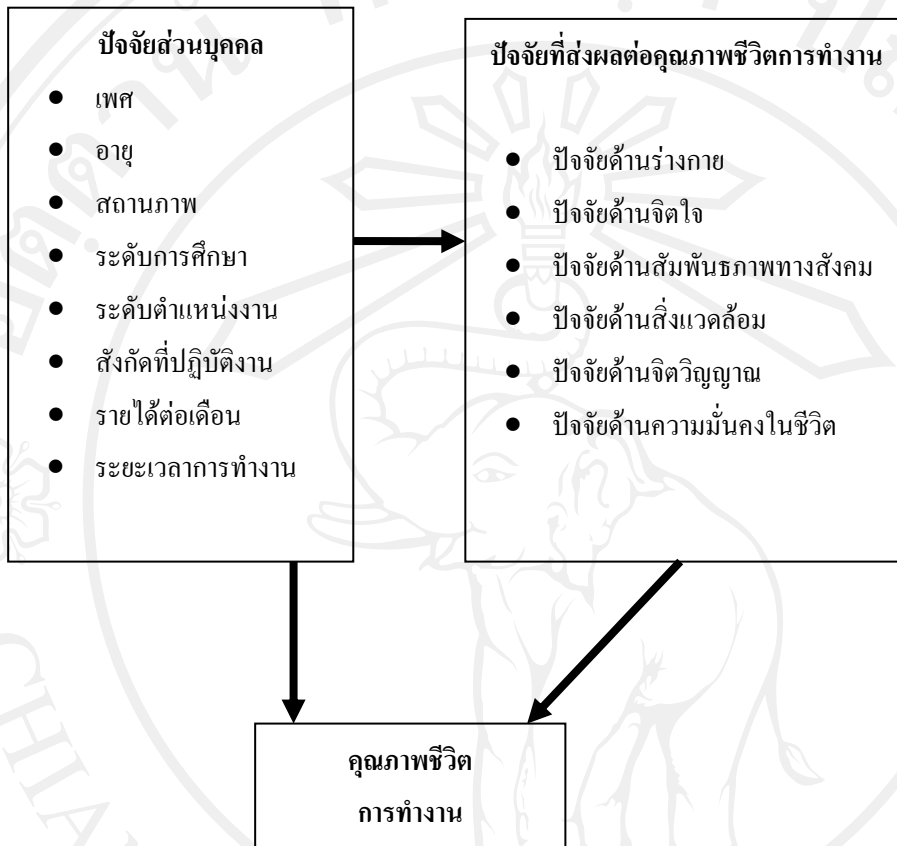 ปัจจัยส่วนบุคคล
● เพศ
● อายุ
● สถานภาพ
● ระดับการศึกษา
● ระดับตำแหน่งงาน
● สังกัดที่ปฏิบัติงาน
● รายได้ต่อเดือน
● ระยะเวลาการทำงาน
ปัจจัยที่ส่งผลต่อคุณภาพชีวิตการทำงาน
● ปัจจัยด้านร่างกาย
● ปัจจัยด้านจิตใจ
● ปัจจัยด้านสัมพันธภาพทางสังคม
● ปัจจัยด้านสิ่งแวดล้อม
● ปัจจัยด้านจิตวิญญาณ
● ปัจจัยด้านความมั่นคงในชีวิต
คุณภาพชีวิต
การทำงาน